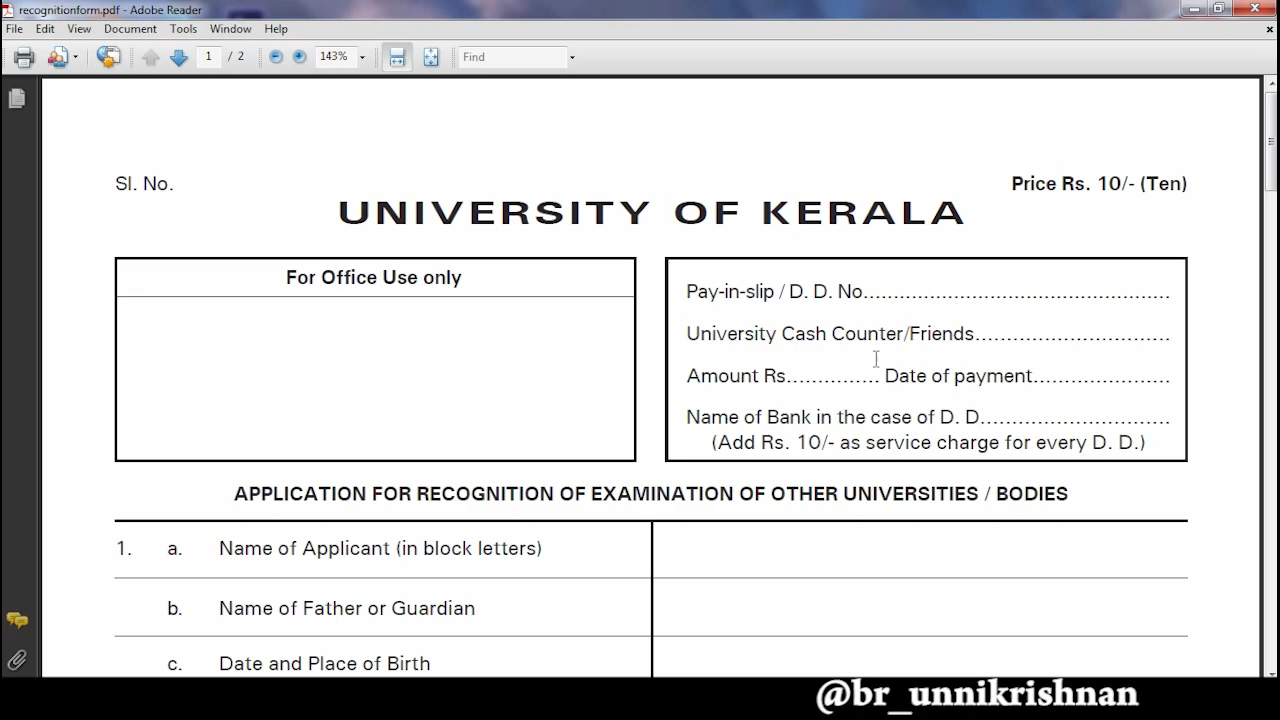 recognitionform.pdf - Adobe Reader
File Edit View Document Tools Window Help
1 / 2 143% Find
Sl. No. Price Rs. 10/- (Ten)
UNIVERSITY OF KERALA
For Office Use only
Pay-in-slip / D. D. No...................................................
University Cash Counter/Friends................................
Amount Rs............... Date of payment.......................
Name of Bank in the case of D. D...............................
(Add Rs. 10/- as service charge for every D. D.)
APPLICATION FOR RECOGNITION OF EXAMINATION OF OTHER UNIVERSITIES / BODIES
1. a. Name of Applicant (in block letters)
b. Name of Father or Guardian
c. Date and Place of Birth
@br_unnikrishnan